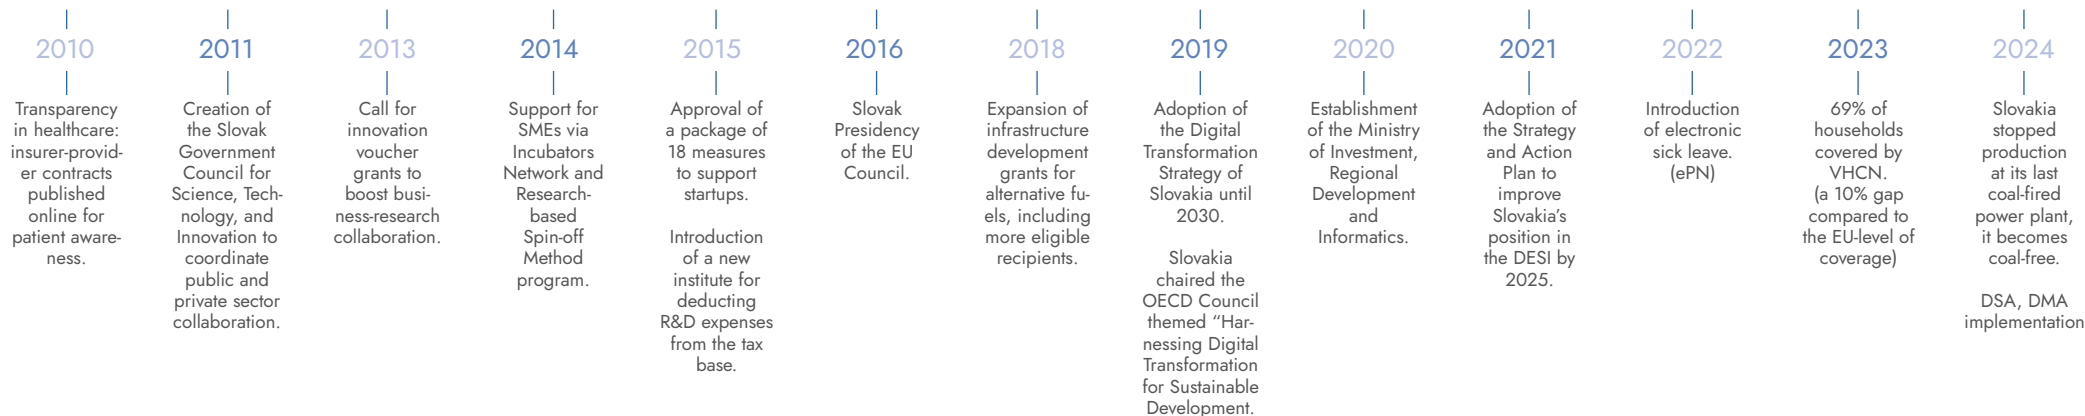 2010
Transparency
in healthcare:
insurer-provid-
er contracts
published
online for
patient aware-
ness.
2011
Creation of
the Slovak
Government
Council for
Science, Tech-
nology, and
Innovation to
coordinate
public and
private sector
collaboration.
2013
Call for
innovation
voucher
grants to
boost busi-
ness-research
collaboration.
2014
Support for
SMEs via
Incubators
Network and
Research-
based
Spin-off
Method
program.
2015
Approval of
a package of
18 measures
to support
startups.
Introduction
of a new
institute for
deducting
R&D expenses
from the tax
base.
2016
Slovak
Presidency
of the EU
Council.
2018
Expansion of
infrastructure
development
grants for
alternative fu-
els, including
more eligible
recipients.
2019
Adoption of
the Digital
Transformation
Strategy of
Slovakia until
2030.
Slovakia
chaired the
OECD Council
themed “Har-
nessing Digital
Transformation
for Sustainable
Development.
2020
Establishment
of the Ministry
of Investment,
Regional
Development
and
Informatics.
2021
Adoption of
the Strategy
and Action
Plan to
improve
Slovakia’s
position in
the DESI by
2025.
2022
Introduction
of electronic
sick leave.
(ePN)
2023
69% of
households
covered by
VHCN.
(a 10% gap
compared to
the EU-level of
coverage)
2024
Slovakia
stopped
production
at its last
coal-fired
power plant,
it becomes
coal-free.
DSA, DMA
implementation